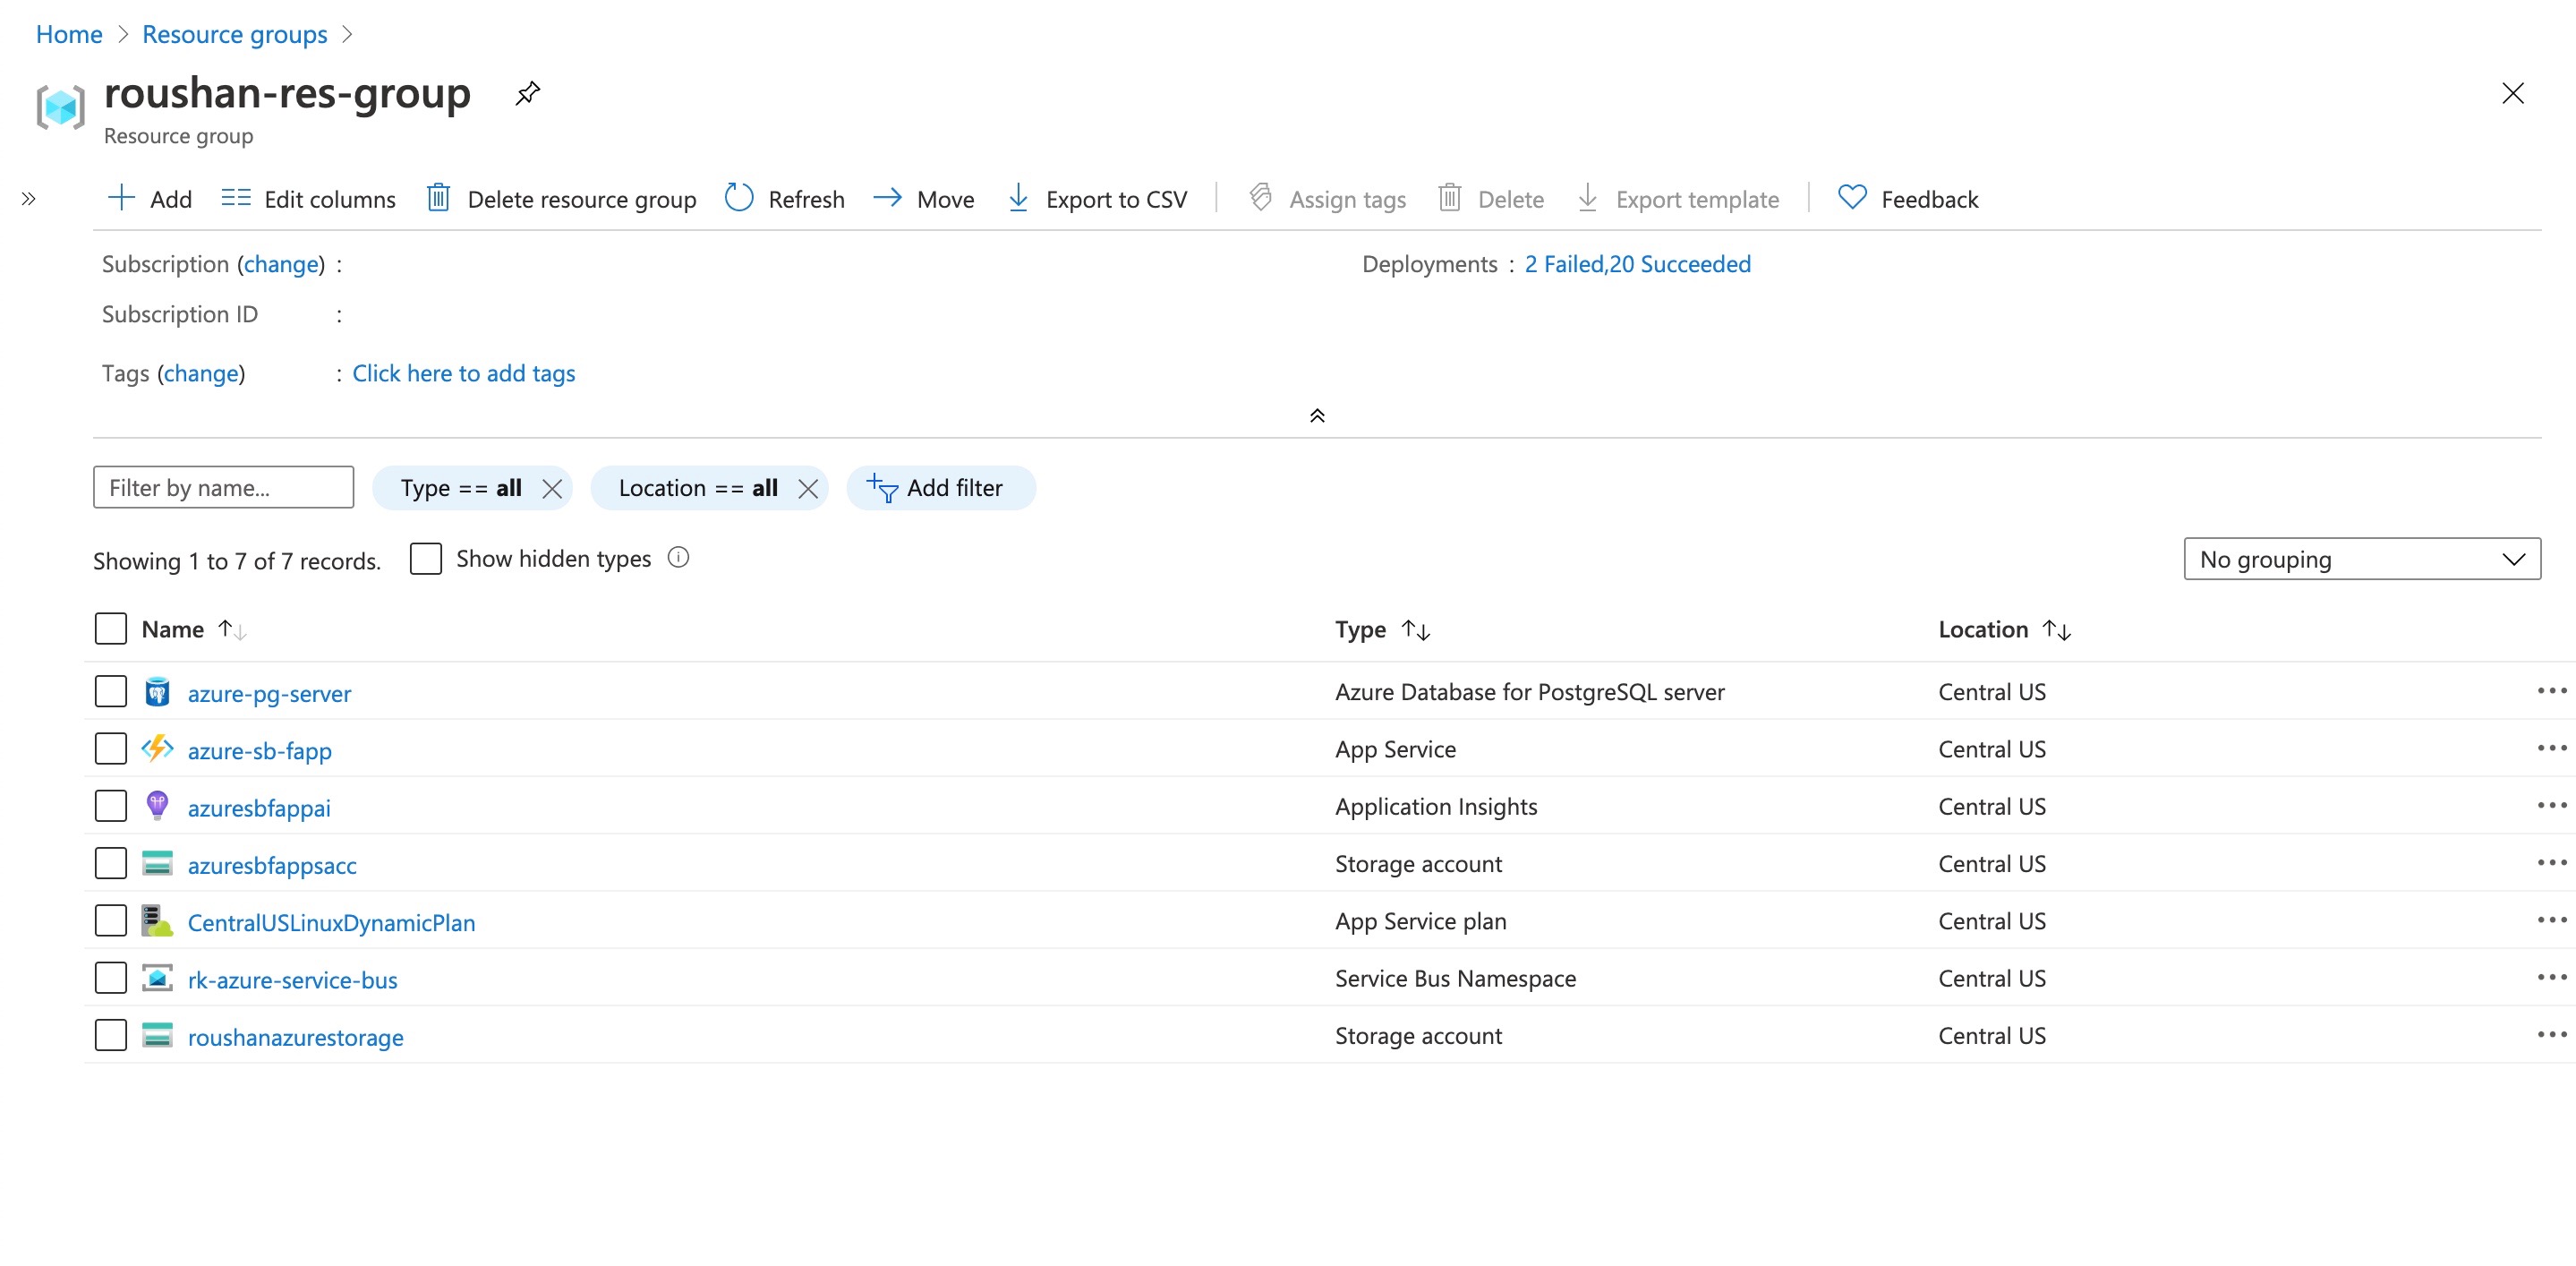 Home > Resource groups >
roushan-res-group
Resource group
Add Edit columns Delete resource group Refresh Move Export to CSV Assign tags Delete Export template Feedback
Subscription (change) : Deployments : 2 Failed,20 Succeeded
Subscription ID :
Tags (change) : Click here to add tags
Filter by name... Type == all Location == all Add filter
Showing 1 to 7 of 7 records. Show hidden types No grouping
Name Type Location
azure-pg-server Azure Database for PostgreSQL server Central US
azure-sb-fapp App Service Central US
azuresbfappai Application Insights Central US
azuresbfappsacc Storage account Central US
CentralUSLinuxDynamicPlan App Service plan Central US
rk-azure-service-bus Service Bus Namespace Central US
roushanazurestorage Storage account Central US